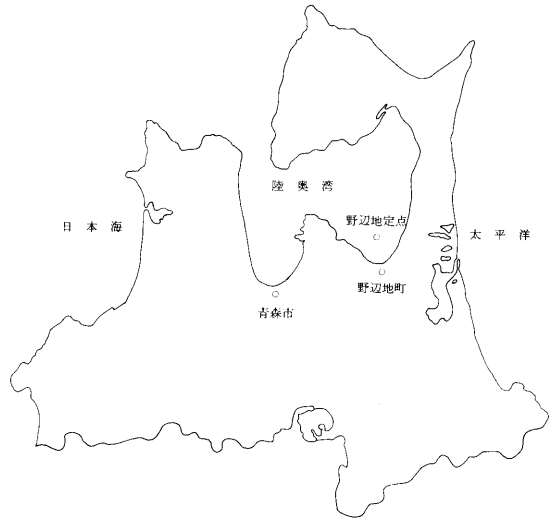 陸奥湾
野辺地定点
日本海
太平洋
野辺地町
青森市